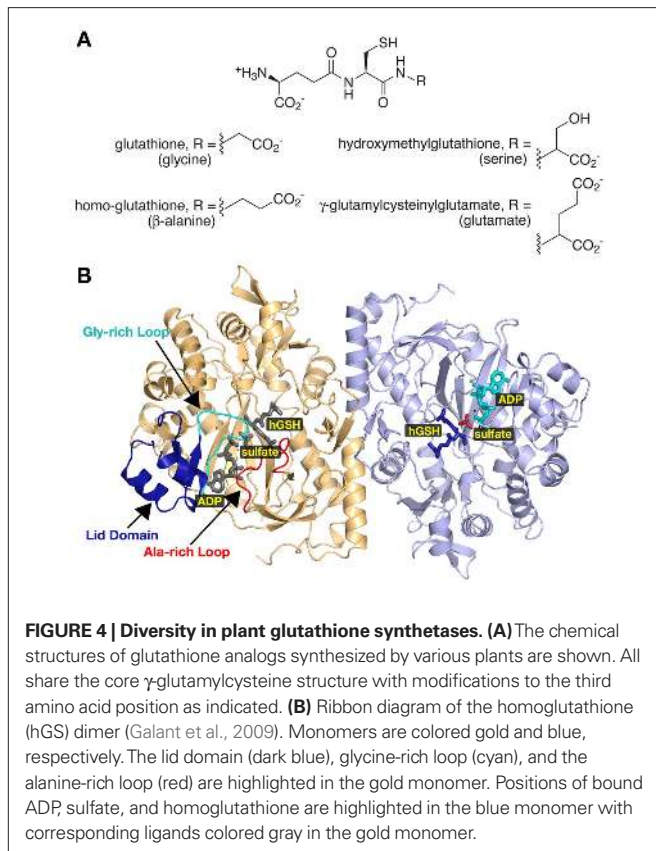 A
SH
O
+H3N
N
H
H
N
R
CO2-
O
glutathione, R =
(glycine)
CO2-
hydroxymethylglutathione, R =
(serine)
OH
CO2-
homo-glutathione, R =
(β-alanine)
CO2-
γ-glutamylcysteinylglutamate, R =
(glutamate)
CO2-
CO2-
B
Gly-rich Loop
hGSH
sulfate
ADP
Lid Domain
Ala-rich Loop
ADP
hGSH
sulfate
FIGURE 4 | Diversity in plant glutathione synthetases. (A) The chemical
structures of glutathione analogs synthesized by various plants are shown. All
share the core γ-glutamylcysteine structure with modifications to the third
amino acid position as indicated. (B) Ribbon diagram of the homoglutathione
(hGS) dimer (Galant et al., 2009). Monomers are colored gold and blue,
respectively. The lid domain (dark blue), glycine-rich loop (cyan), and the
alanine-rich loop (red) are highlighted in the gold monomer. Positions of bound
ADP, sulfate, and homoglutathione are highlighted in the blue monomer with
corresponding ligands colored gray in the gold monomer.